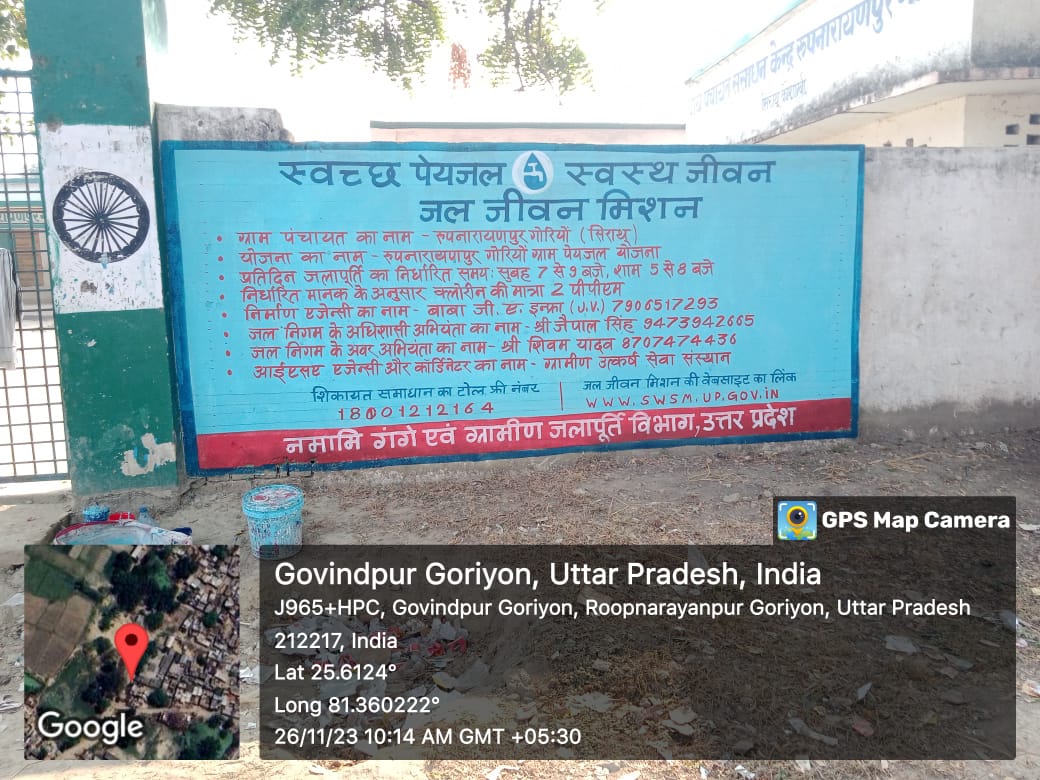 पंचायत संसाधन केन्द्र रुपनारायणपुर
सिराथू कौशाम्बी
स्वच्छ पेयजल स्वस्थ जीवन
जल जीवन मिशन
• ग्राम पंचायत का नाम - रुपनारायणपुर गोरियों (सिराथू)
• योजना का नाम - रुपनारायणपुर गोरियों ग्राम पेयजल योजना
• प्रतिदिन जलापूर्ति का निर्धारित समय: सुबह 7 से 9 बजे, शाम 5 से 8 बजे
• निर्धारित मानक के अनुसार क्लोरीन की मात्रा 2 पीपीएम
• निर्माण एजेन्सी का नाम - बाबा जी. ए. इन्फ्रा (J.V.) 7906517293
• जल निगम के अधिशासी अभियंता का नाम - श्री जैपाल सिंह 9473942665
• जल निगम के अवर अभियंता का नाम - श्री शिवम यादव 8707474436
• आईएसए एजेन्सी और कॉर्डिनेटर का नाम - ग्रामीण उत्कर्ष सेवा संस्थान
शिकायत समाधान का टोल फ्री नंबर
18001212164
जल जीवन मिशन की वेबसाइट का लिंक
WWW.SWSM.UP.GOV.IN
नमामि गंगे एवं ग्रामीण जलापूर्ति विभाग, उत्तर प्रदेश
GPS Map Camera
Govindpur Goriyon, Uttar Pradesh, India
J965+HPC, Govindpur Goriyon, Roopnarayanpur Goriyon, Uttar Pradesh
212217, India
Lat 25.6124°
Long 81.360222°
26/11/23 10:14 AM GMT +05:30
Google